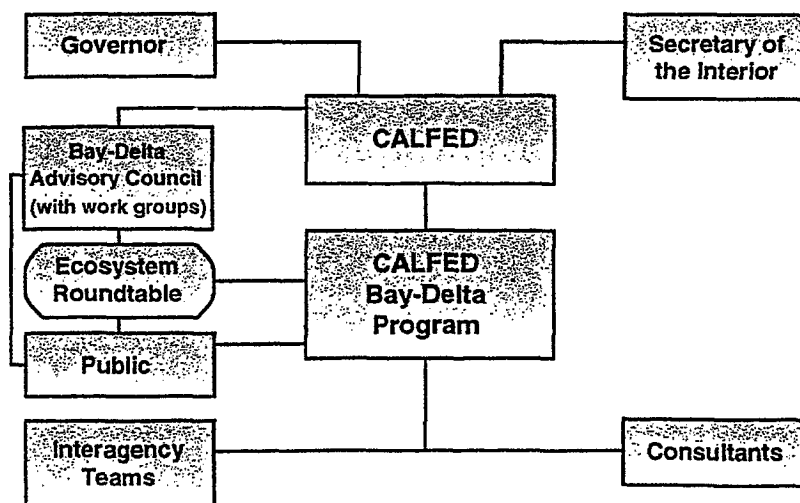 Governor
Secretary of
the Interior
CALFED
Bay-Delta
Advisory Council
(with work groups)
Ecosystem
Roundtable
CALFED
Bay-Delta
Program
Public
Interagency
Teams
Consultants